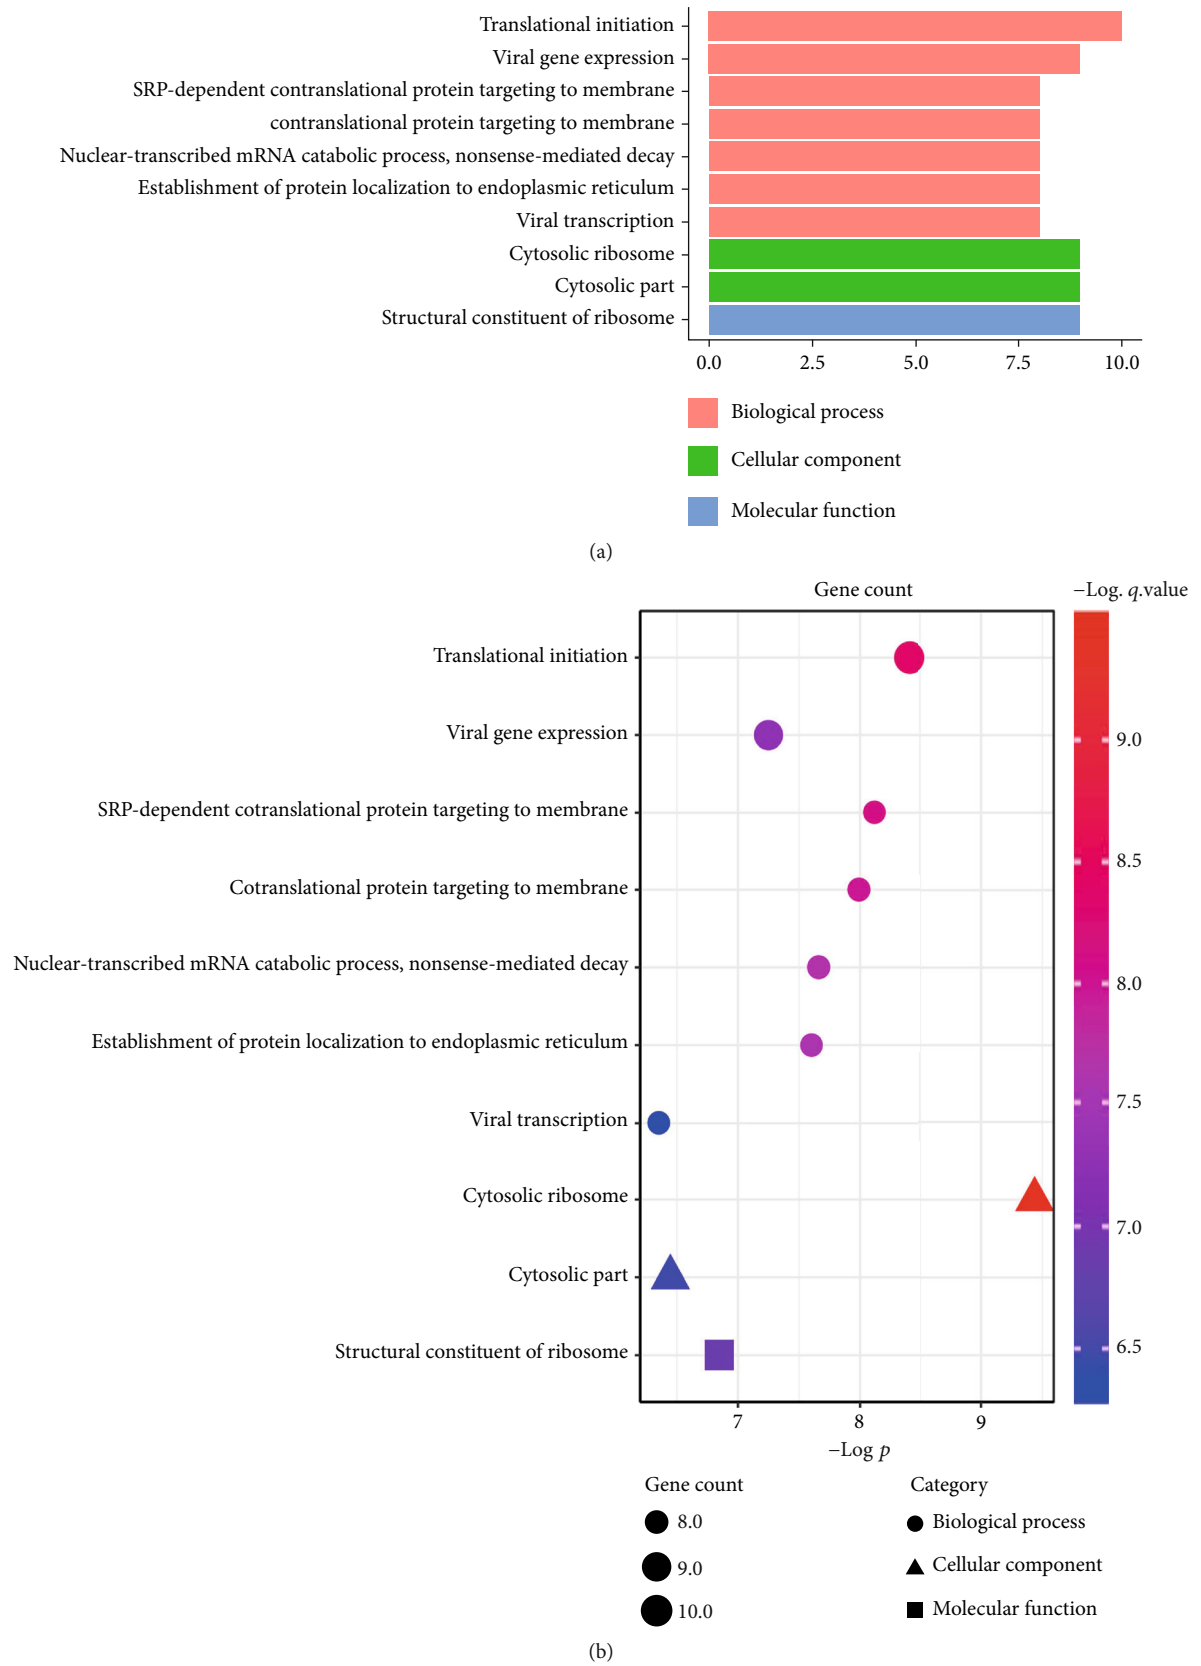 Translational initiation
Viral gene expression
SRP-dependent contranslational protein targeting to membrane
contranslational protein targeting to membrane
Nuclear-transcribed mRNA catabolic process, nonsense-mediated decay
Establishment of protein localization to endoplasmic reticulum
Viral transcription
Cytosolic ribosome
Cytosolic part
Structural constituent of ribosome
0.0 2.5 5.0 7.5 10.0
Biological process
Cellular component
Molecular function
(a)
Gene count
−Log. q.value
Translational initiation
Viral gene expression
SRP-dependent cotranslational protein targeting to membrane
Cotranslational protein targeting to membrane
Nuclear-transcribed mRNA catabolic process, nonsense-mediated decay
Establishment of protein localization to endoplasmic reticulum
Viral transcription
Cytosolic ribosome
Cytosolic part
Structural constituent of ribosome
9.0
8.5
8.0
7.5
7.0
6.5
7 8 9
−Log p
Gene count
8.0
9.0
10.0
Category
Biological process
Cellular component
Molecular function
(b)